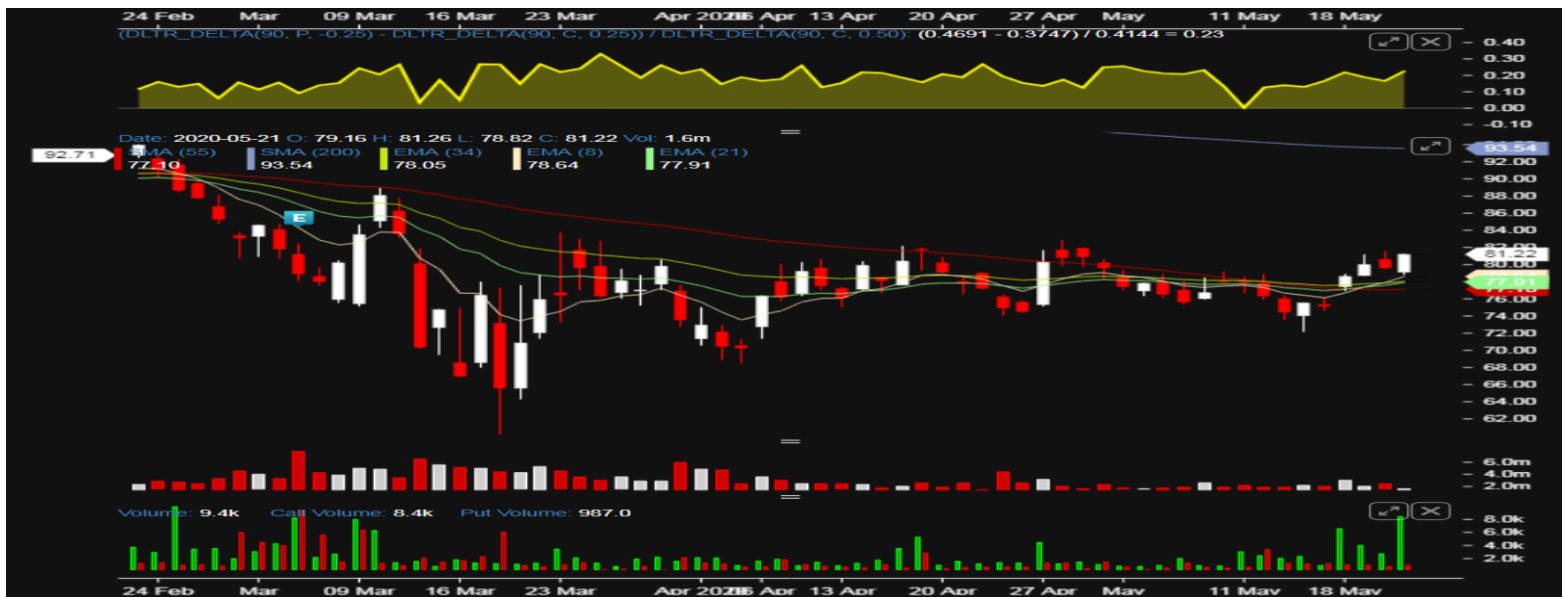 24 Feb Mar 09 Mar 16 Mar 23 Mar Apr 2020 06 Apr 13 Apr 20 Apr 27 Apr May 11 May 18 May
(DLTR_DELTA(90, P, -0.25) - DLTR_DELTA(90, C, 0.25)) / DLTR_DELTA(90, C, 0.50): (0.4691 - 0.3747) / 0.4144 = 0.23
0.40
0.30
0.20
0.10
0.00
-0.10
Date: 2020-05-21 O: 79.16 H: 81.26 L: 78.82 C: 81.22 Vol: 1.6m
SMA (55) SMA (200) EMA (34) EMA (8) EMA (21)
77.10 93.54 78.05 78.64 77.91
92.71
93.54
92.00
90.00
88.00
86.00
E
84.00
82.00
81.22
80.00
77.91
76.00
74.00
72.00
70.00
68.00
66.00
64.00
62.00
6.0m
4.0m
2.0m
Volume: 9.4k Call Volume: 8.4k Put Volume: 987.0
8.0k
6.0k
4.0k
2.0k
24 Feb Mar 09 Mar 16 Mar 23 Mar Apr 2020 06 Apr 13 Apr 20 Apr 27 Apr May 11 May 18 May